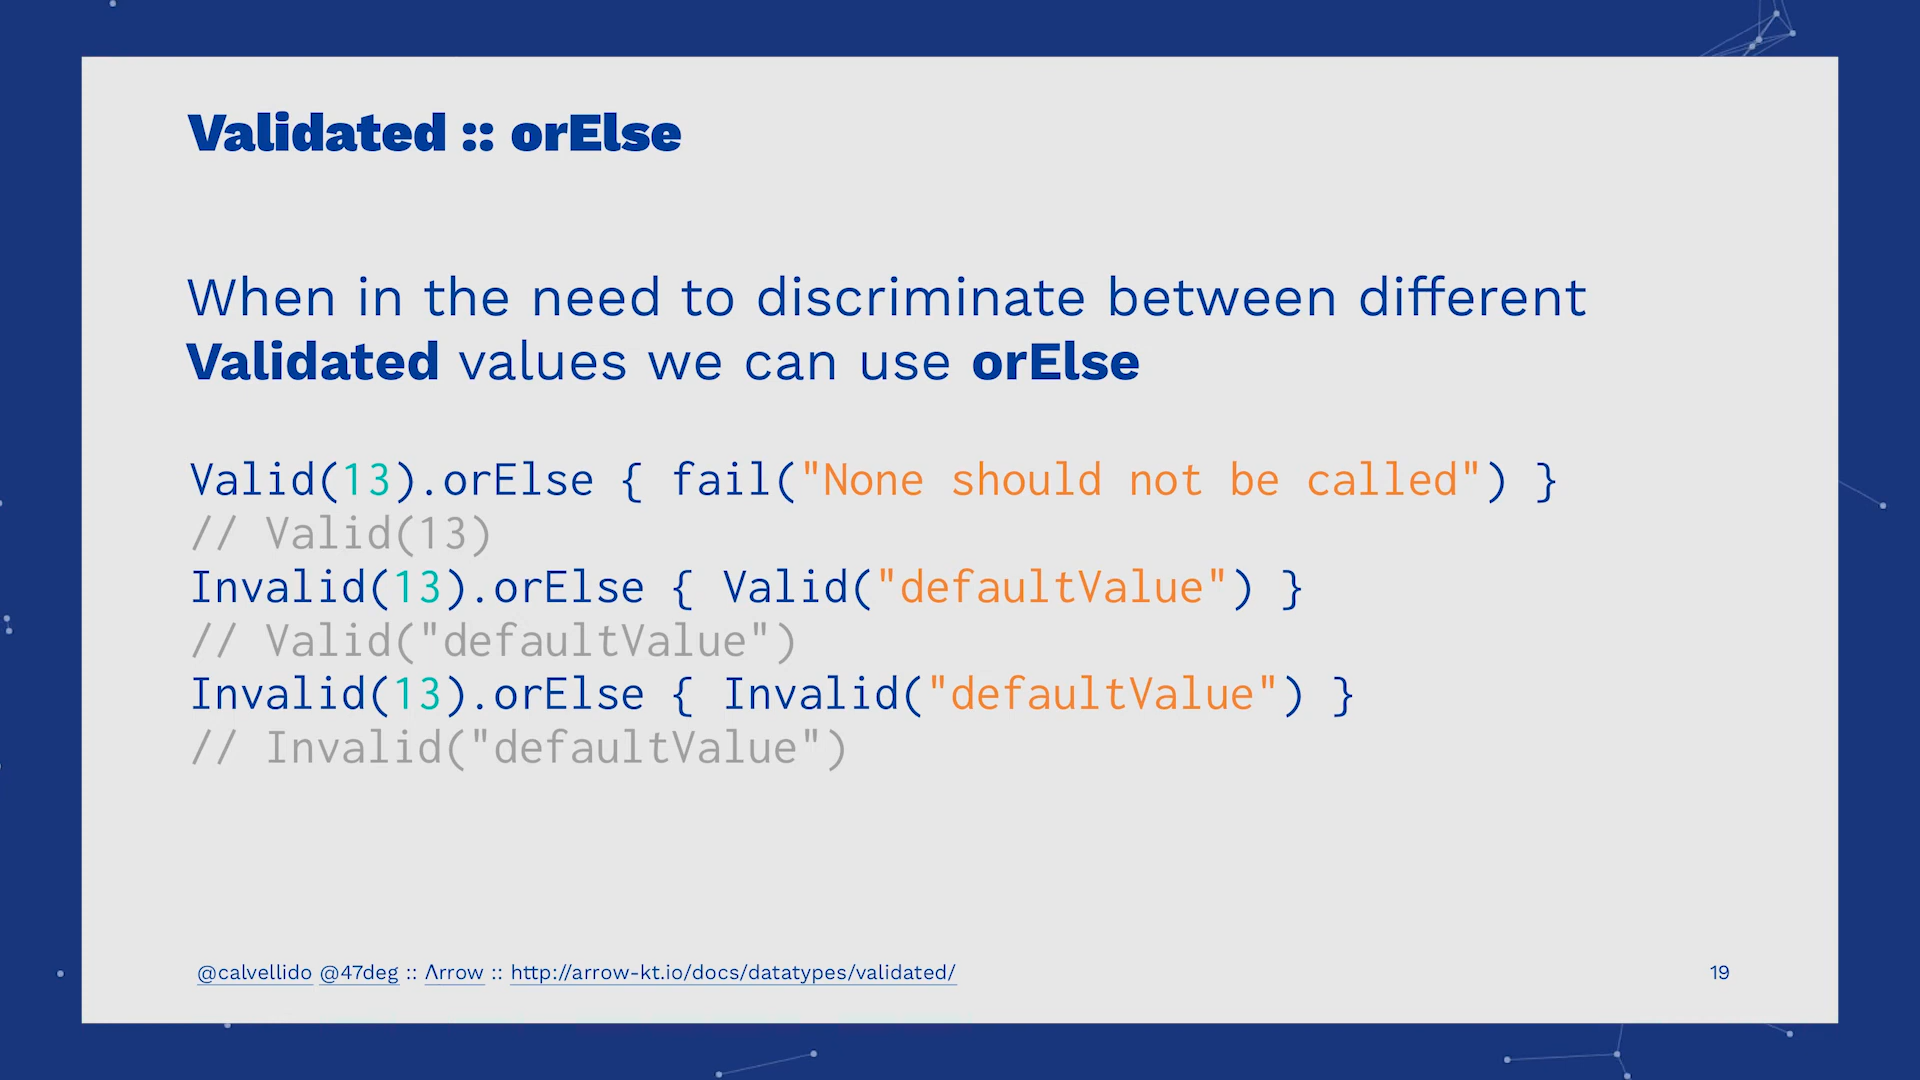 Validated :: orElse
When in the need to discriminate between different
Validated values we can use orElse
Valid(13).orElse { fail("None should not be called") }
// Valid(13)
Invalid(13).orElse { Valid("defaultValue") }
// Valid("defaultValue")
Invalid(13).orElse { Invalid("defaultValue") }
// Invalid("defaultValue")
@calvellido @47deg :: Λrrow :: http://arrow-kt.io/docs/datatypes/validated/
19